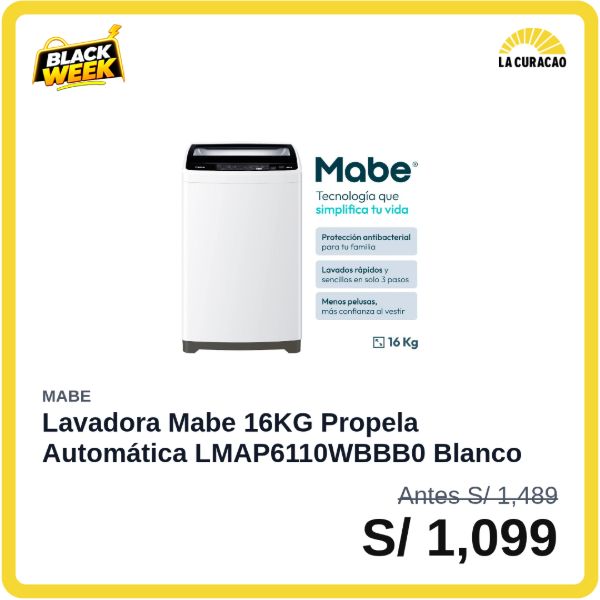 BLACK
WEEK
LA CURACAO
Mabe®
Tecnología que
simplifica tu vida
Protección antibacterial
para tu familia
Lavados rápidos y
sencillos en solo 3 pasos
Menos pelusas,
más confianza al vestir
16 Kg
MABE
Lavadora Mabe 16KG Propela
Automática LMAP6110WBBB0 Blanco
Antes S/ 1,489
S/ 1,099